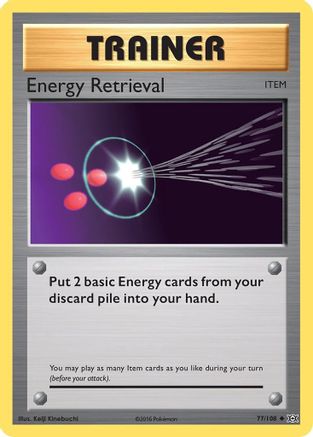 TRAINER
Energy Retrieval ITEM
Put 2 basic Energy cards from your
discard pile into your hand.
You may play as many Item cards as you like during your turn
(before your attack).
Illus. Keiji Kinebuchi ©2016 Pokémon 77/108